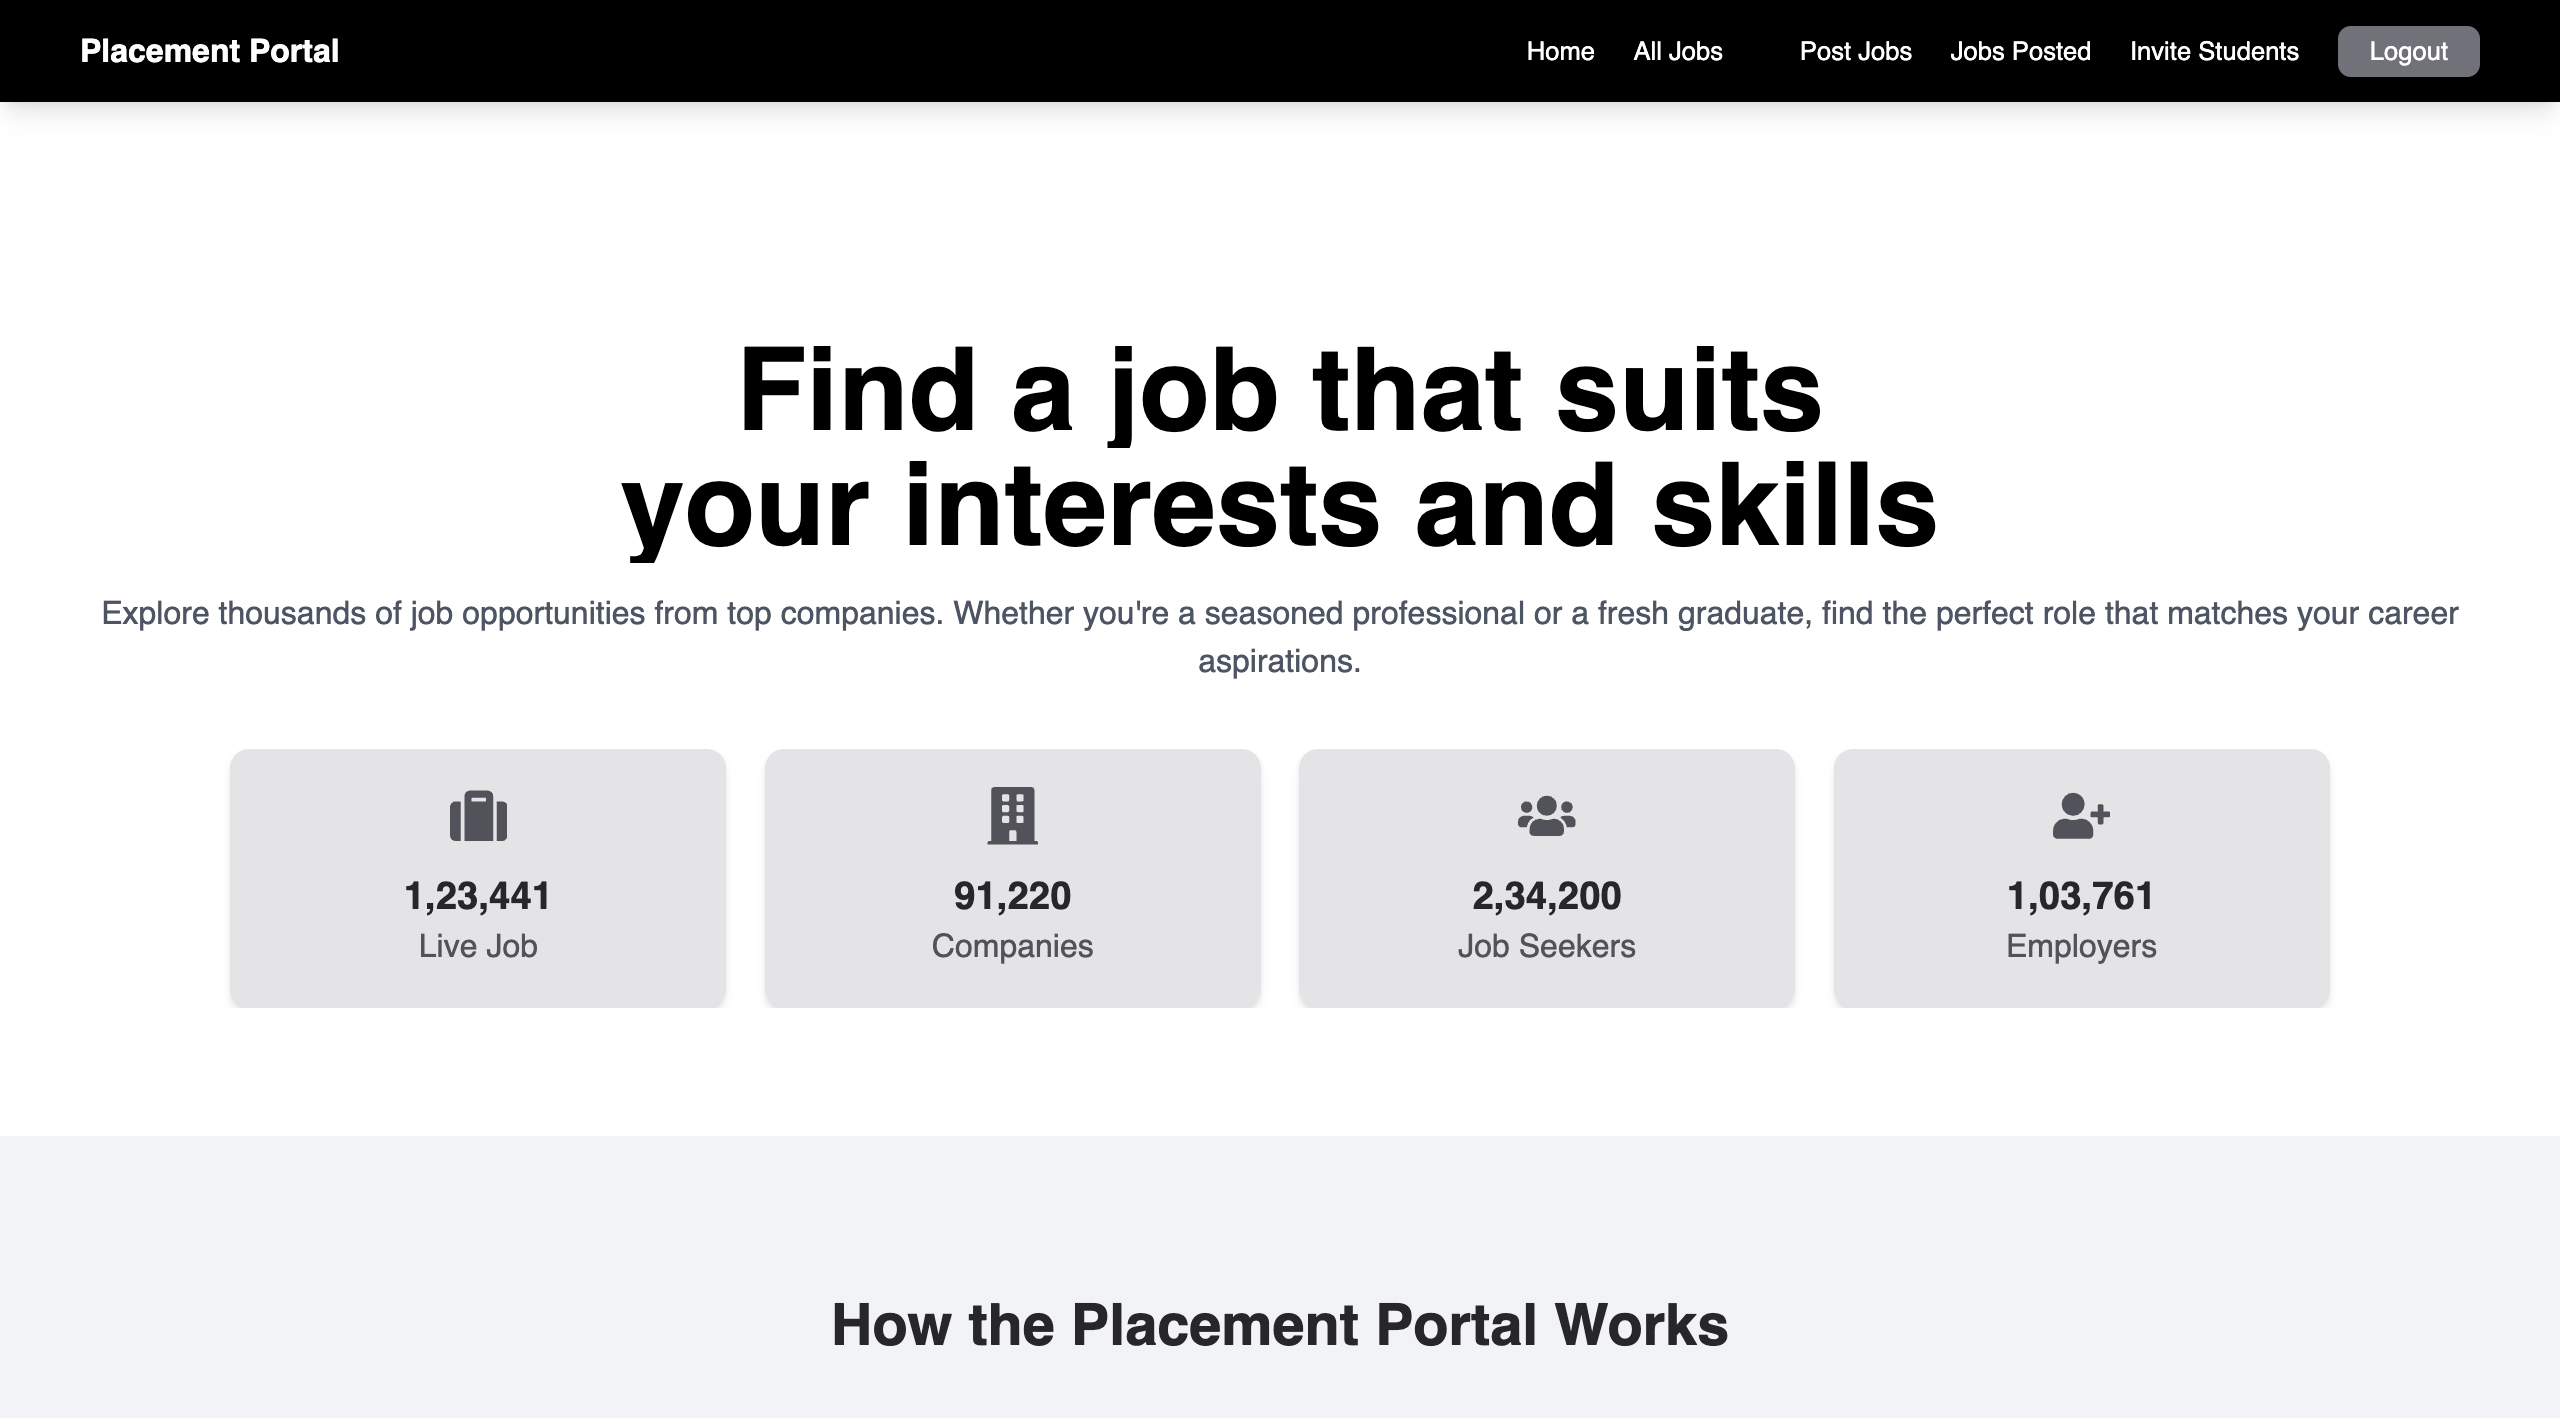 Placement Portal
Home All Jobs Post Jobs Jobs Posted Invite Students Logout
Find a job that suits
your interests and skills
Explore thousands of job opportunities from top companies. Whether you're a seasoned professional or a fresh graduate, find the perfect role that matches your career
aspirations.
1,23,441
Live Job
91,220
Companies
2,34,200
Job Seekers
1,03,761
Employers
How the Placement Portal Works